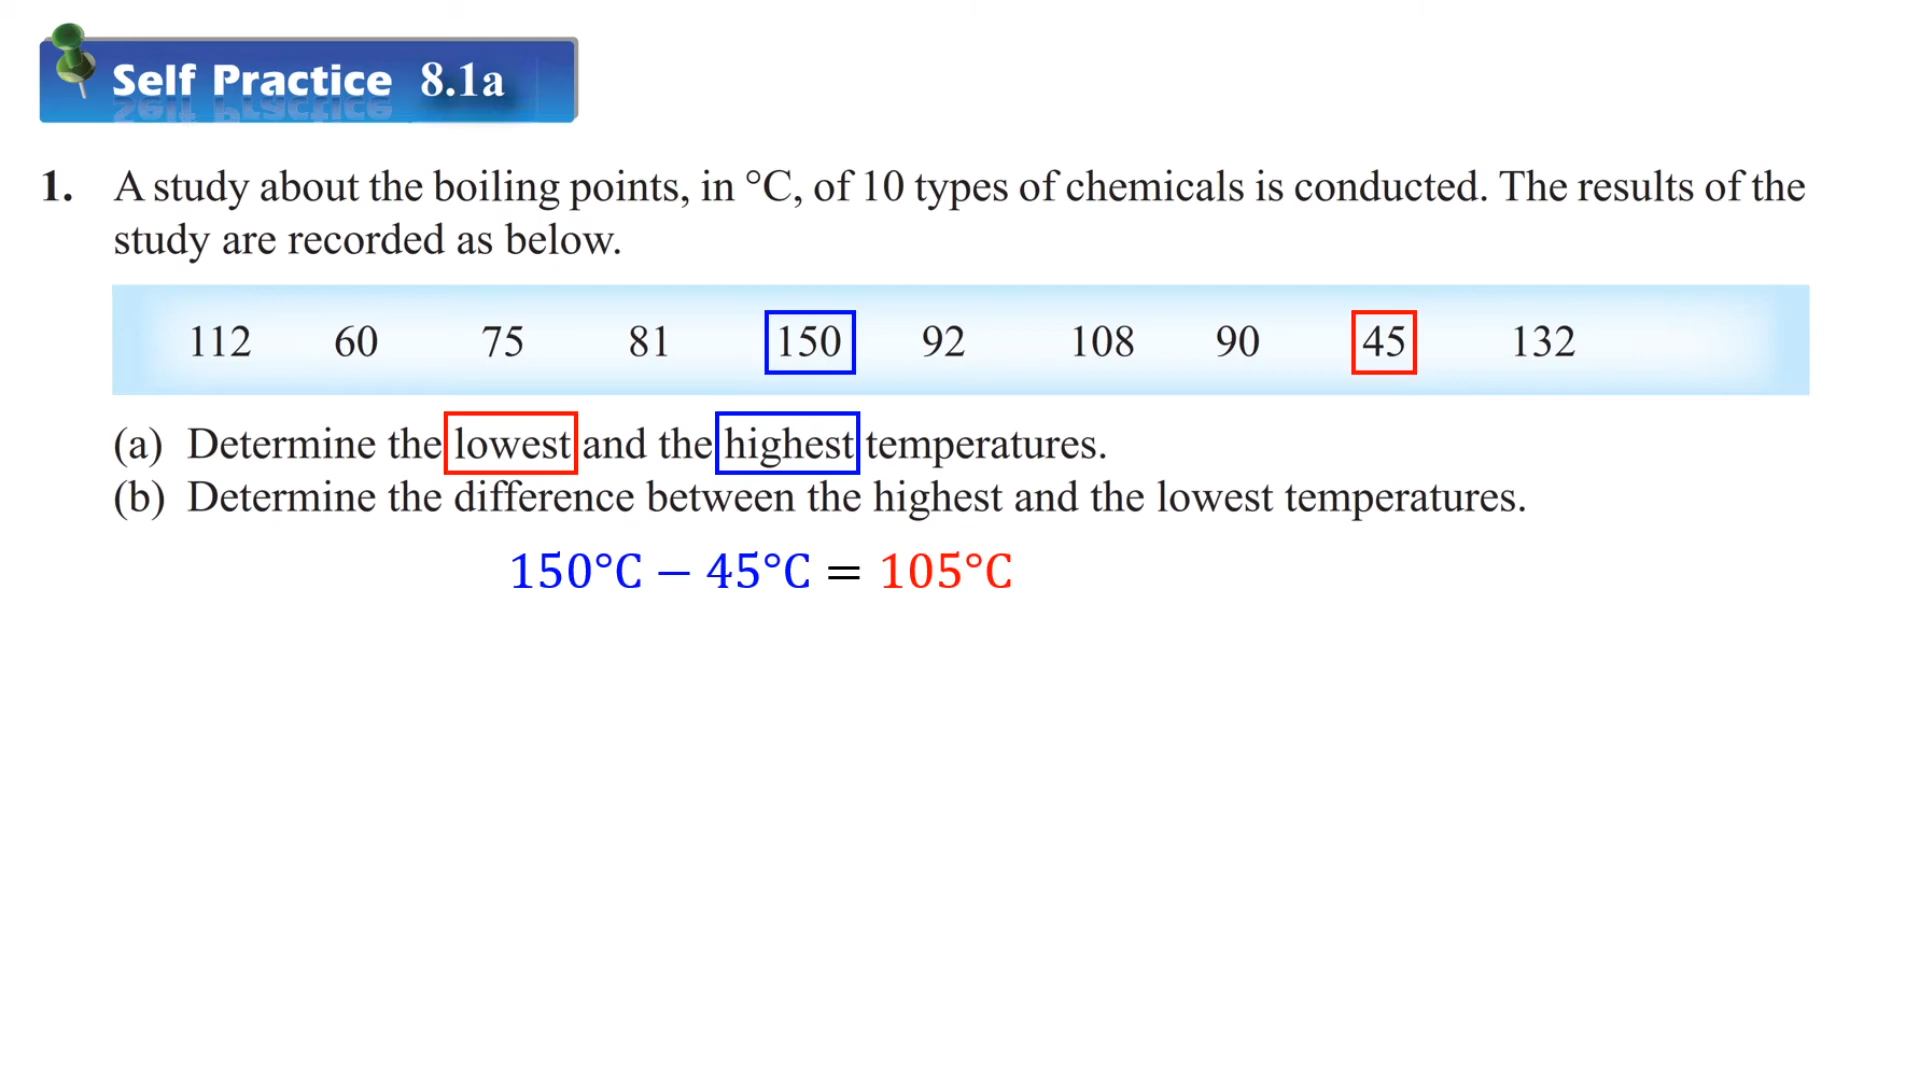 Self Practice 8.1a
1. A study about the boiling points, in °C, of 10 types of chemicals is conducted. The results of the
study are recorded as below.
112 60 75 81 150 92 108 90 45 132
(a) Determine the lowest and the highest temperatures.
(b) Determine the difference between the highest and the lowest temperatures.
150°C − 45°C = 105°C